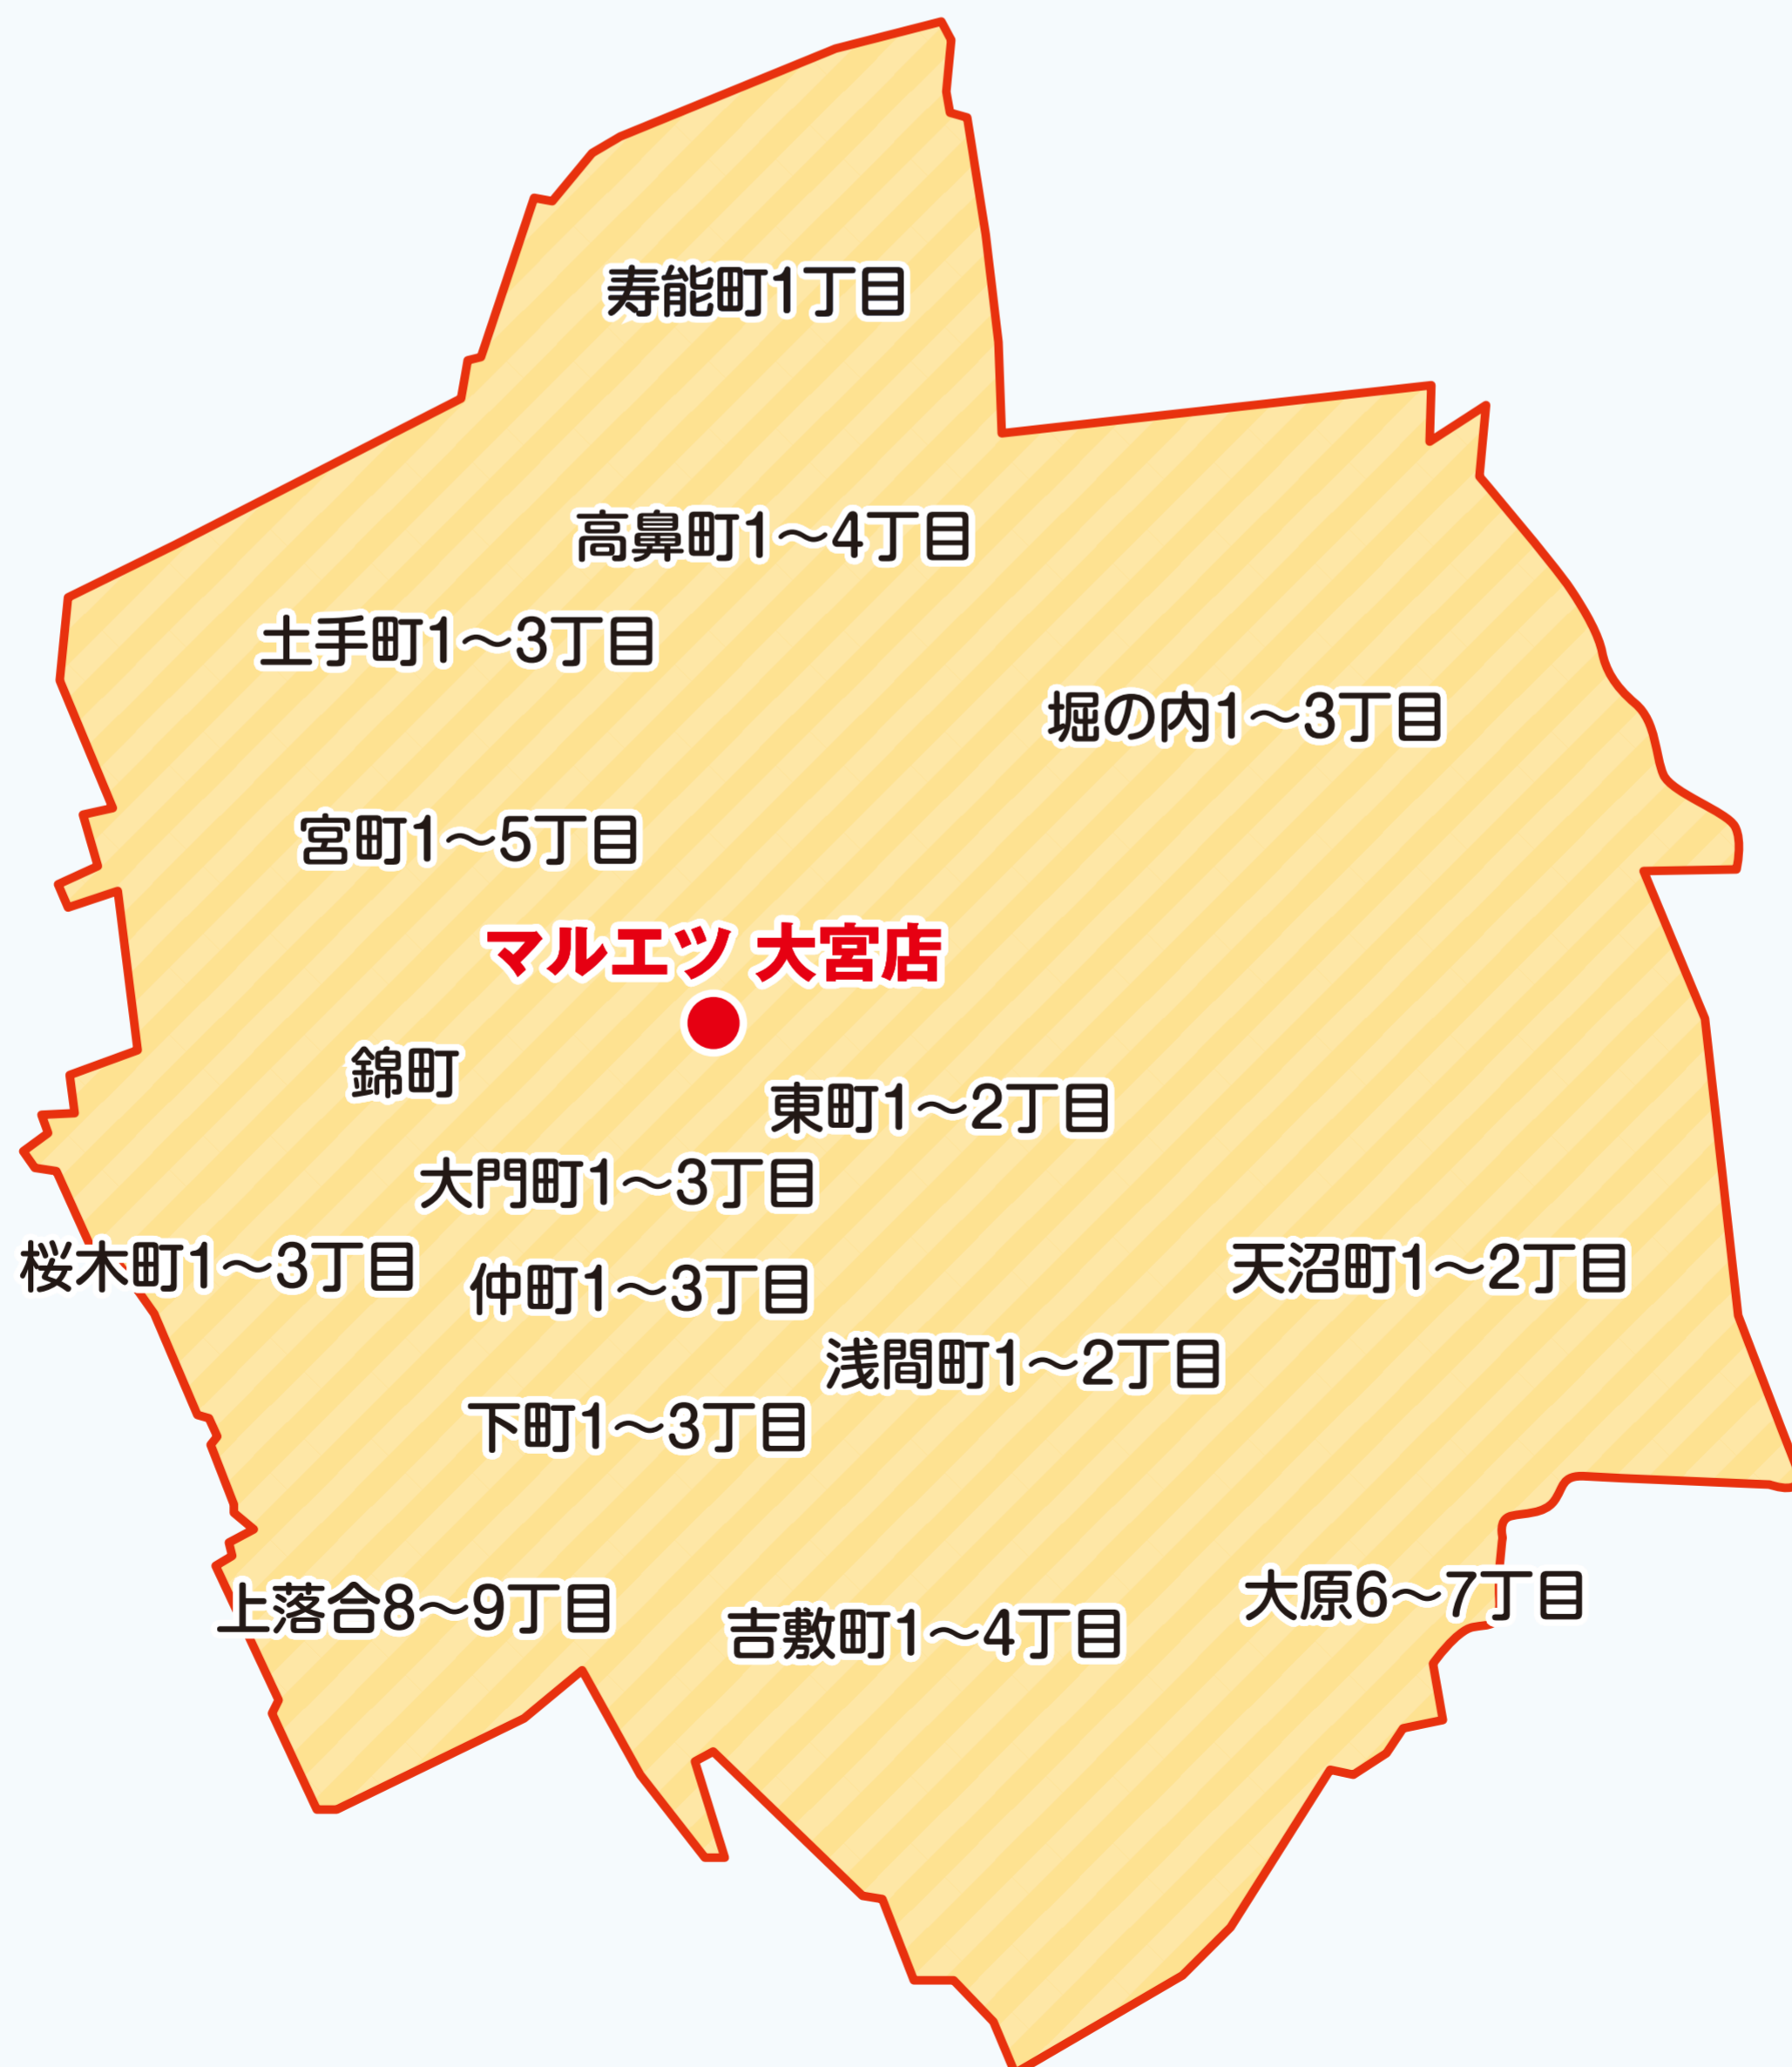 寿能町1丁目
高鼻町1～4丁目
土手町1～3丁目
堀の内1～3丁目
宮町1～5丁目
マルエツ 大宮店
錦町
東町1～2丁目
大門町1～3丁目
桜木町1～3丁目
仲町1～3丁目
天沼町1～2丁目
浅間町1～2丁目
下町1～3丁目
上落合8～9丁目
吉敷町1～4丁目
大原6～7丁目